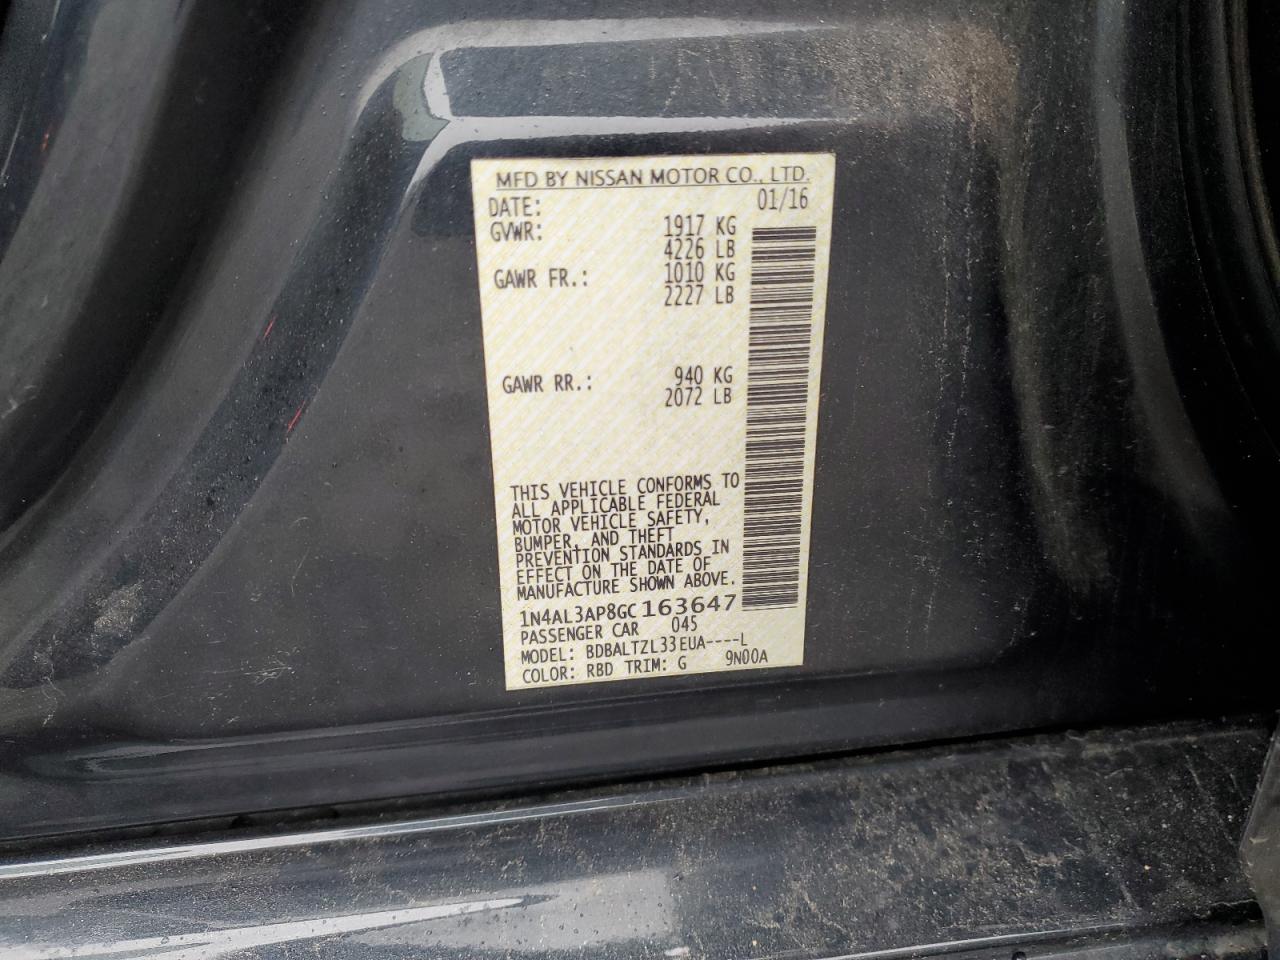 MFD BY NISSAN MOTOR CO., LTD.
DATE: 01/16
GVWR: 1917 KG
4226 LB
GAWR FR.: 1010 KG
2227 LB
GAWR RR.: 940 KG
2072 LB
THIS VEHICLE CONFORMS TO
ALL APPLICABLE FEDERAL
MOTOR VEHICLE SAFETY,
BUMPER, AND THEFT
PREVENTION STANDARDS IN
EFFECT ON THE DATE OF
MANUFACTURE SHOWN ABOVE.
1N4AL3AP8GC163647
PASSENGER CAR 045
MODEL: BDBALTZL33EUA----L
COLOR: RBD TRIM: G 9N00A